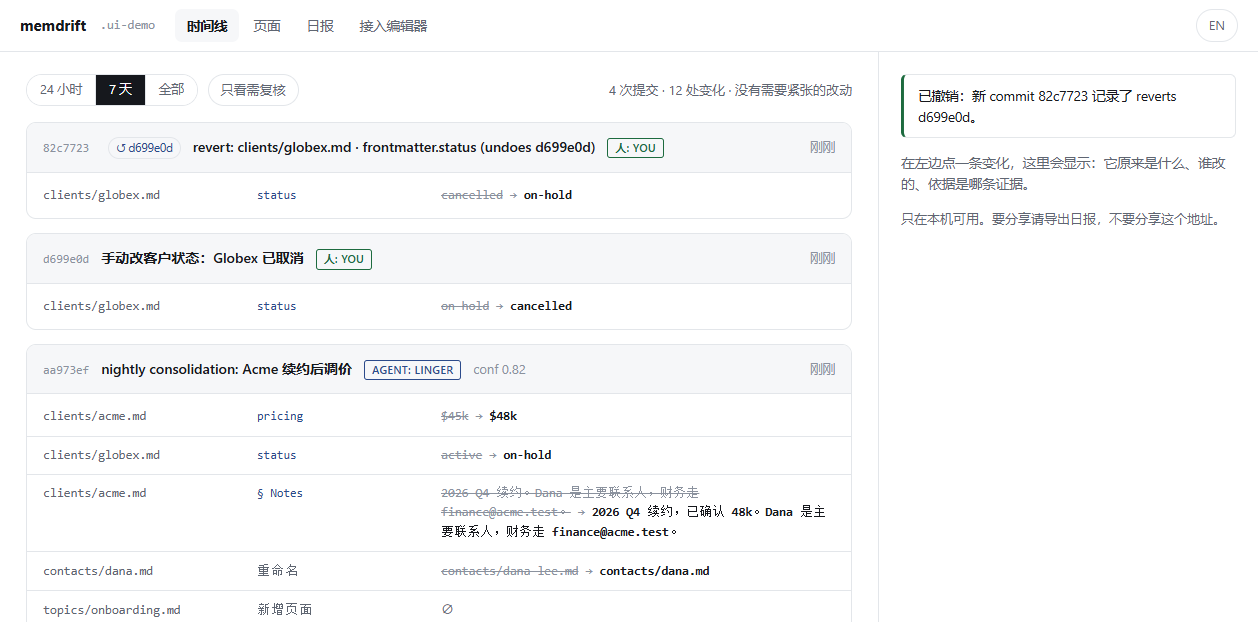 memdrift .ui-demo 时间线 页面 日报 接入编辑器 EN
24 小时 7 天 全部 只看需复核 4 次提交 · 12 处变化 · 没有需要紧张的改动
82c7723 ↺ d699e0d revert: clients/globex.md · frontmatter.status (undoes d699e0d) 人: YOU 刚刚
clients/globex.md status cancelled → on-hold
d699e0d 手动改客户状态：Globex 已取消 人: YOU 刚刚
clients/globex.md status on-hold → cancelled
aa973ef nightly consolidation: Acme 续约后调价 AGENT: LINGER conf 0.82 刚刚
clients/acme.md pricing $45k → $48k
clients/globex.md status active → on-hold
clients/acme.md § Notes 2026 Q4 续约。Dana 是主要联系人，财务走
finance@acme.test。 → 2026 Q4 续约，已确认 48k。Dana 是主
要联系人，财务走 finance@acme.test。
contacts/dana.md 重命名 contacts/dana-lee.md → contacts/dana.md
topics/onboarding.md 新增页面 ∅
已撤销：新 commit 82c7723 记录了 reverts
d699e0d。
在左边点一条变化，这里会显示：它原来是什么、谁改
的、依据是哪条证据。
只在本机可用。要分享请导出日报，不要分享这个地址。